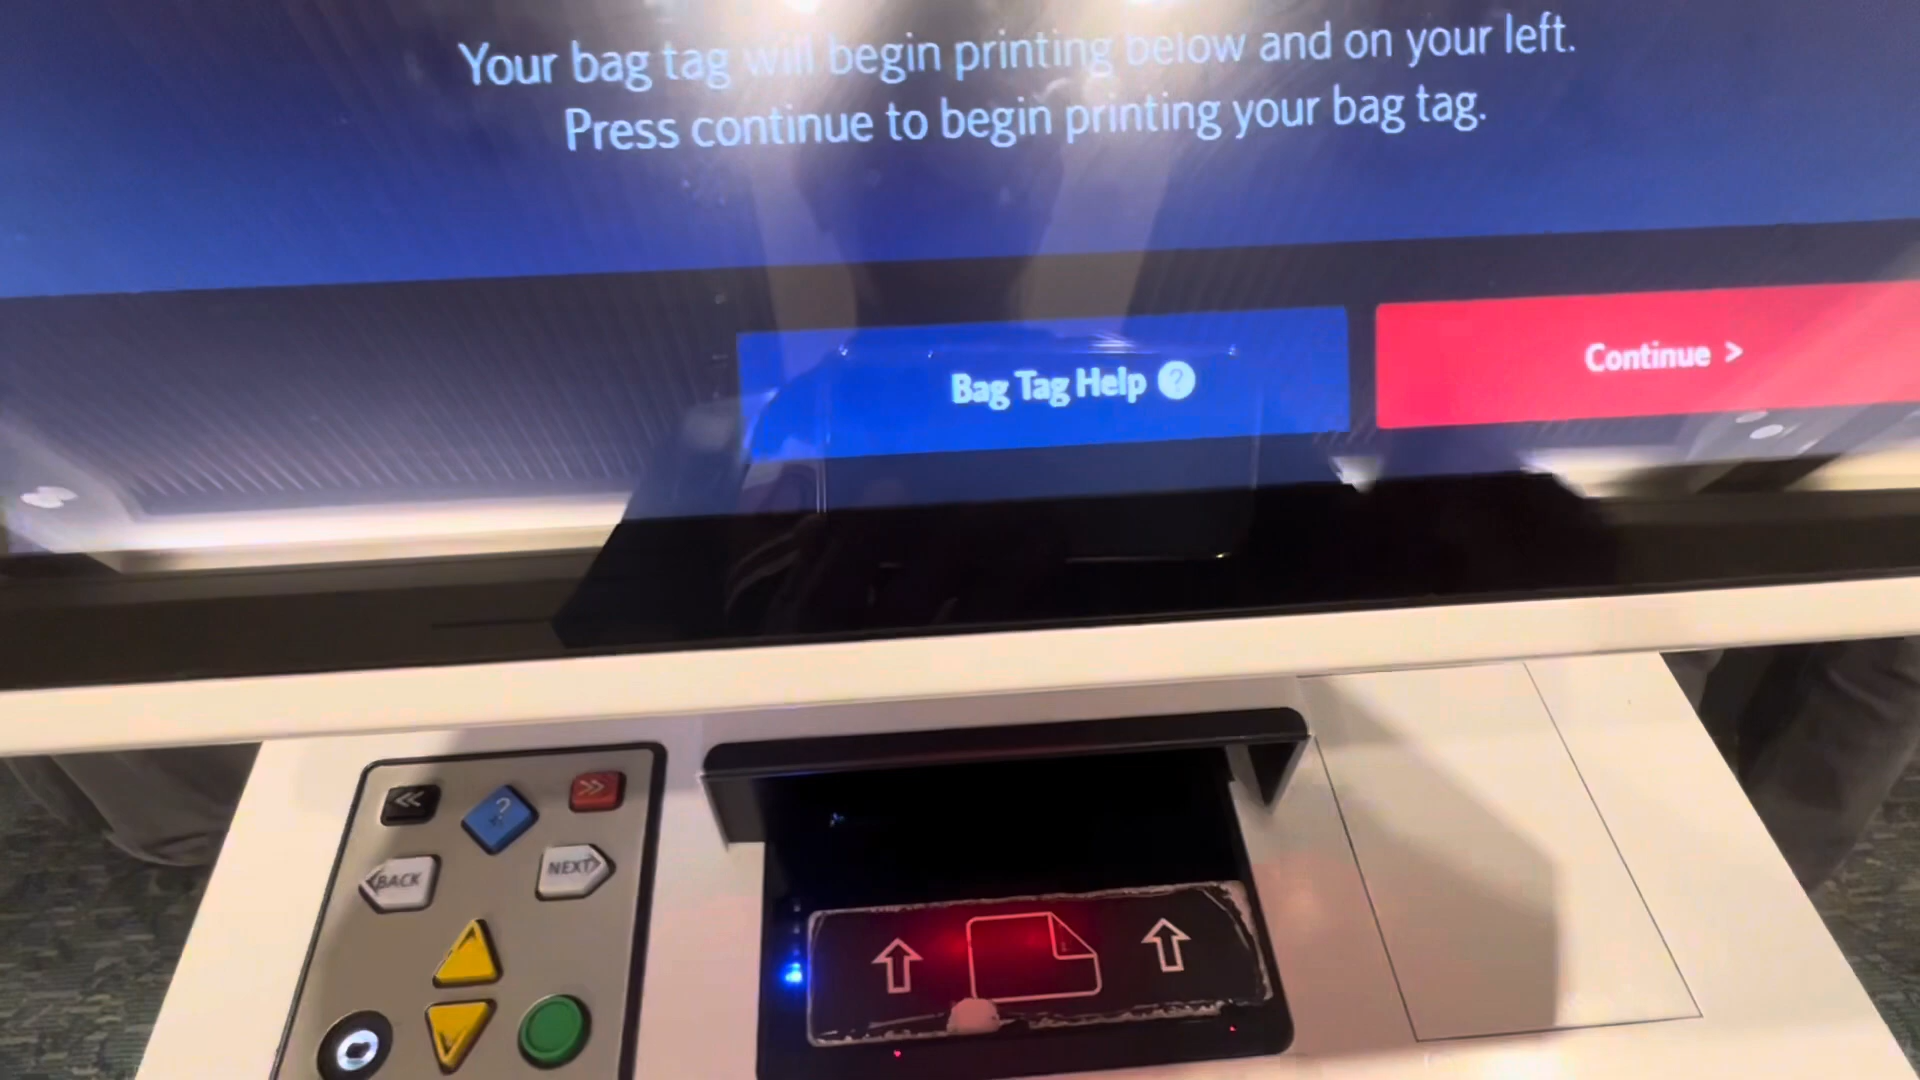 Your bag tag will begin printing below and on your left.
Press continue to begin printing your bag tag.
Bag Tag Help ?
Continue >
<<
?
>>
BACK
NEXT